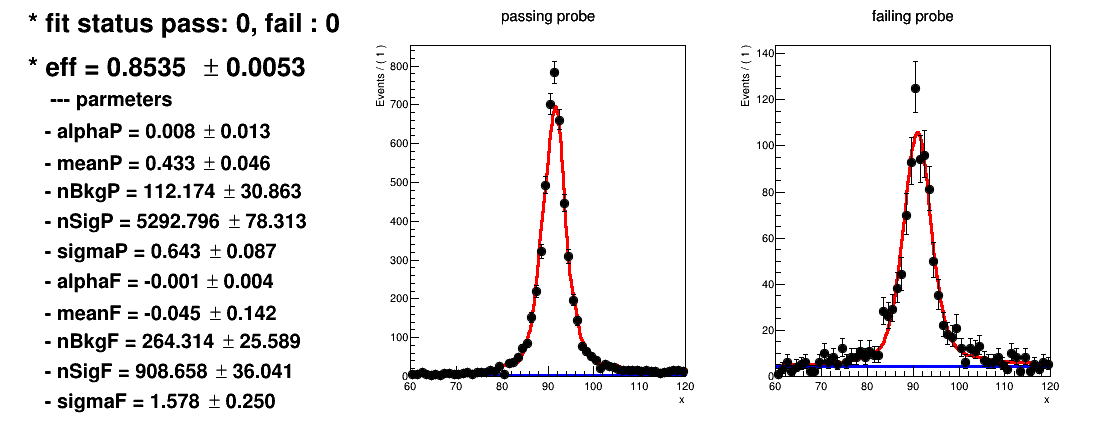 * fit status pass: 0, fail : 0
* eff = 0.8535 ± 0.0053
--- parmeters
- alphaP = 0.008 ± 0.013
- meanP = 0.433 ± 0.046
- nBkgP = 112.174 ± 30.863
- nSigP = 5292.796 ± 78.313
- sigmaP = 0.643 ± 0.087
- alphaF = -0.001 ± 0.004
- meanF = -0.045 ± 0.142
- nBkgF = 264.314 ± 25.589
- nSigF = 908.658 ± 36.041
- sigmaF = 1.578 ± 0.250
passing probe
Events / ( 1 )
800
700
600
500
400
300
200
100
0
60 70 80 90 100 110 120
x
failing probe
Events / ( 1 )
140
120
100
80
60
40
20
0
60 70 80 90 100 110 120
x